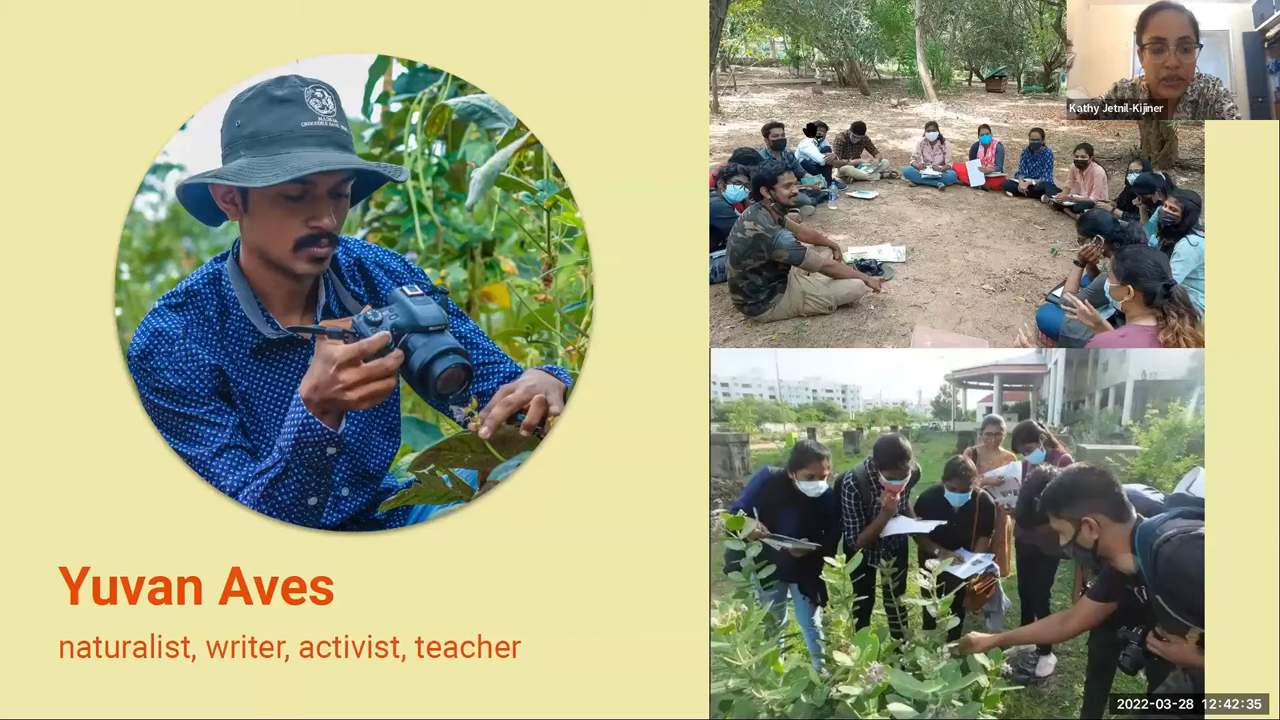 Yuvan Aves
naturalist, writer, activist, teacher
Kathy Jetnil-Kijiner
2022-03-28 12:42:35